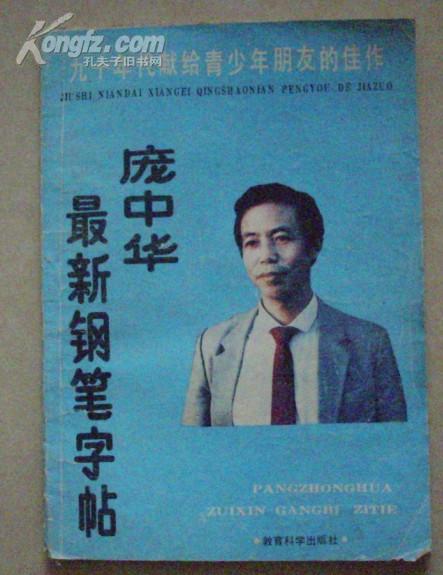 Kongfz.com
孔夫子旧书网
九十年代献给青少年朋友的佳作
JIUSHI NIANDAI XIANGEI QINGSHAONIAN PENGYOU DE JIAZUO
庞中华
最新钢笔字帖
PANGZHONGHUA
ZUIXIN GANGBI ZITIE
•教育科学出版社•